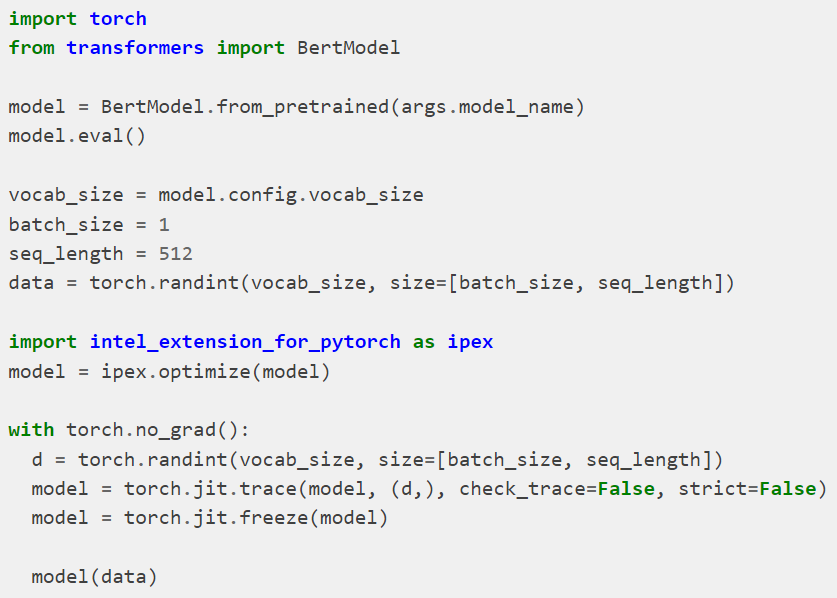 import torch
from transformers import BertModel

model = BertModel.from_pretrained(args.model_name)
model.eval()

vocab_size = model.config.vocab_size
batch_size = 1
seq_length = 512
data = torch.randint(vocab_size, size=[batch_size, seq_length])

import intel_extension_for_pytorch as ipex
model = ipex.optimize(model)

with torch.no_grad():
  d = torch.randint(vocab_size, size=[batch_size, seq_length])
  model = torch.jit.trace(model, (d,), check_trace=False, strict=False)
  model = torch.jit.freeze(model)

  model(data)